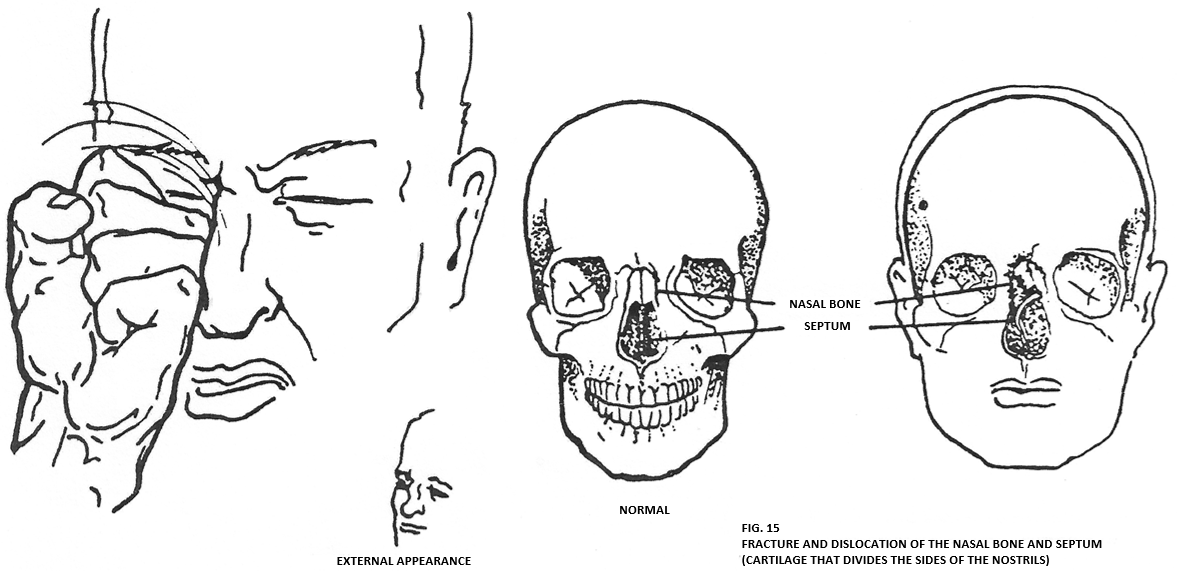 NASAL BONE
SEPTUM
NORMAL
EXTERNAL APPEARANCE
FIG. 15
FRACTURE AND DISLOCATION OF THE NASAL BONE AND SEPTUM
(CARTILAGE THAT DIVIDES THE SIDES OF THE NOSTRILS)